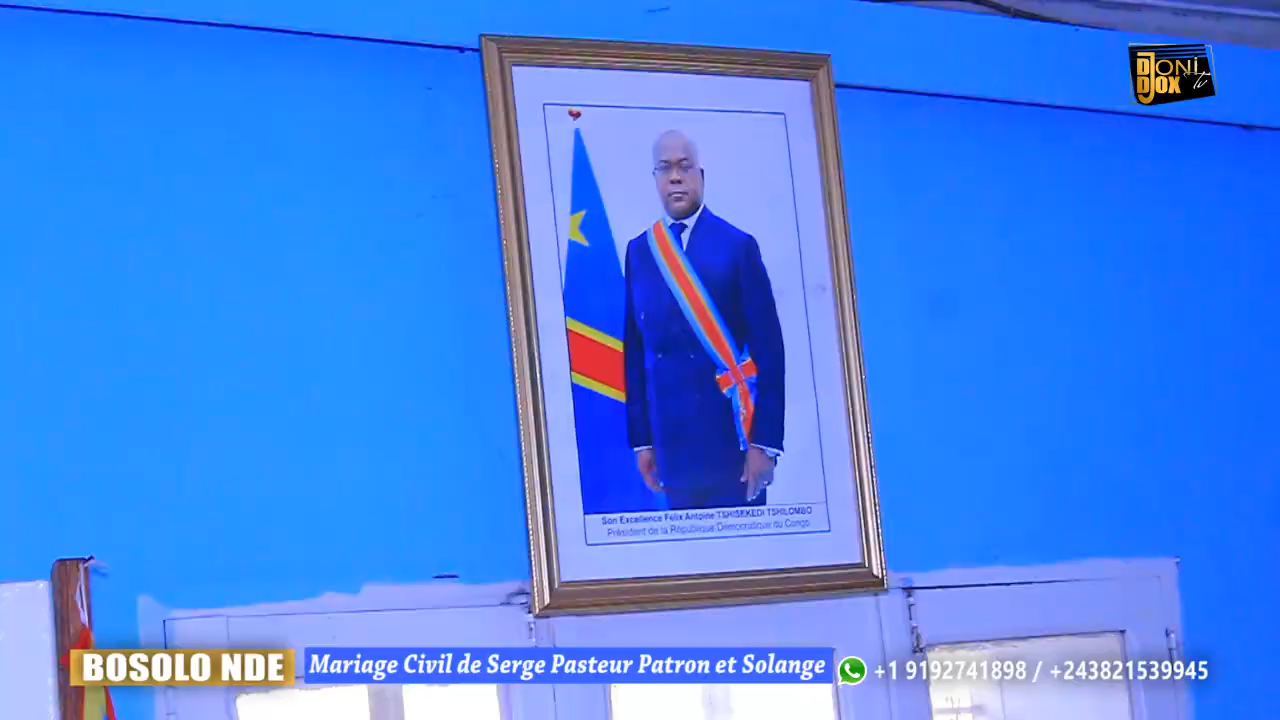 DJONI
DJOX tv
Son Excellence Félix Antoine TSHISEKEDI TSHILOMBO
Président de la République Démocratique du Congo
BOSOLO NDE
Mariage Civil de Serge Pasteur Patron et Solange
+1 9192741898 / +243821539945